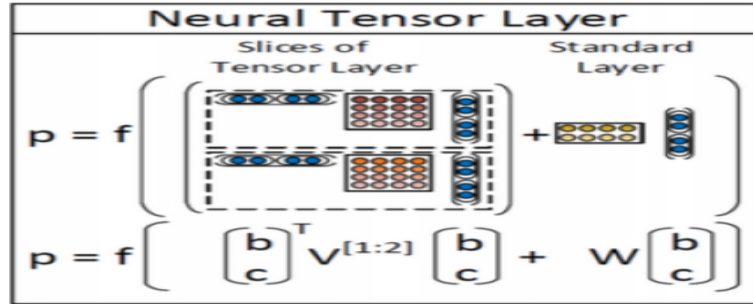 Neural Tensor Layer
Slices of Standard
Tensor Layer Layer
p = f ( ( ) + )
p = f ( (b c)ᵀ V[1:2] (b c) + W (b c) )